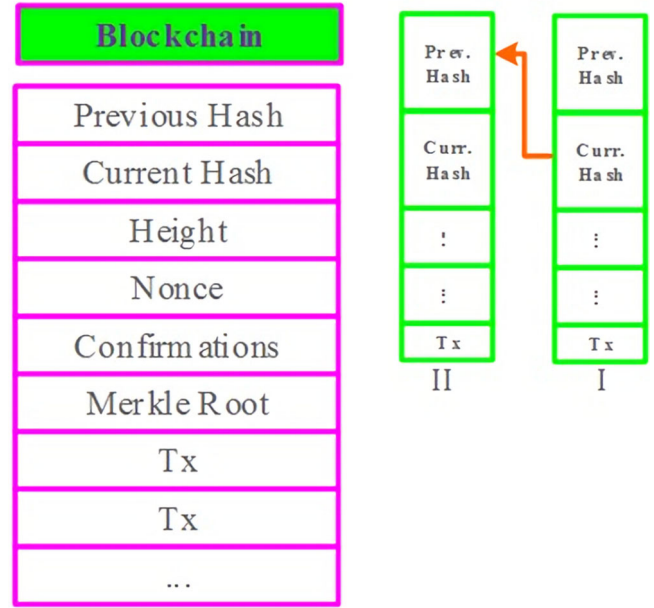 Blockchain
Previous Hash
Current Hash
Height
Nonce
Confirmations
Merkle Root
Tx
Tx
...
Prev.
Hash
Curr.
Hash
⋮
⋮
Tx
II
Prev.
Hash
Curr.
Hash
⋮
⋮
Tx
I